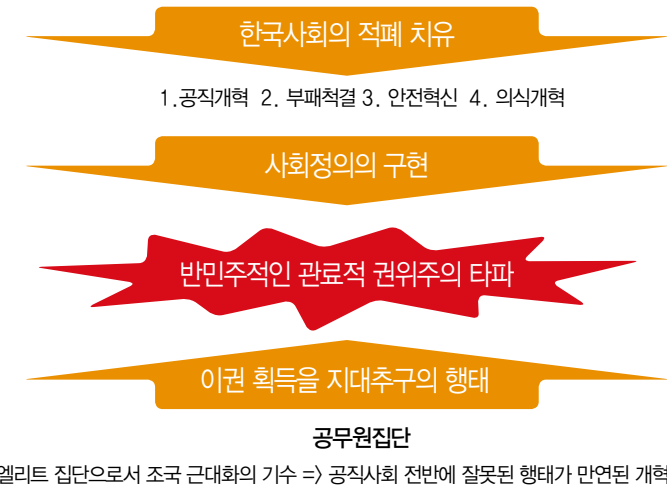 한국사회의 적폐 치유
1.공직개혁 2. 부패척결 3. 안전혁신 4. 의식개혁
사회정의의 구현
반민주적인 관료적 권위주의 타파
이권 획득을 지대추구의 행태
공무원집단
엘리트 집단으로서 조국 근대화의 기수 => 공직사회 전반에 잘못된 행태가 만연된 개혁